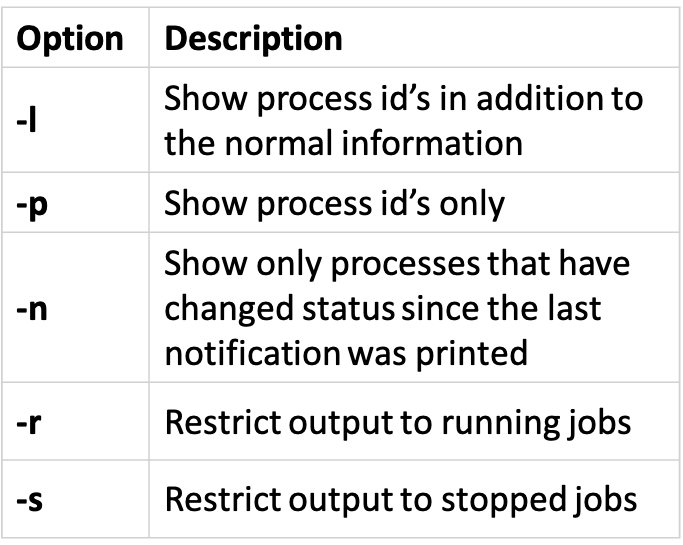 Option Description
-l Show process id’s in addition to
the normal information
-p Show process id’s only
-n Show only processes that have
changed status since the last
notification was printed
-r Restrict output to running jobs
-s Restrict output to stopped jobs